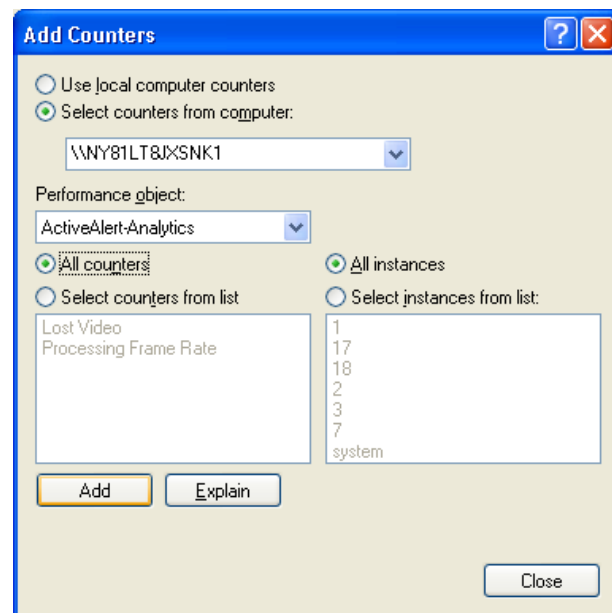 Add Counters
Use local computer counters
Select counters from computer:
\\NY81LT8JXSNK1
Performance object:
ActiveAlert-Analytics
All counters
All instances
Select counters from list
Select instances from list:
Lost Video
Processing Frame Rate
1
17
18
2
3
7
system
Add
Explain
Close